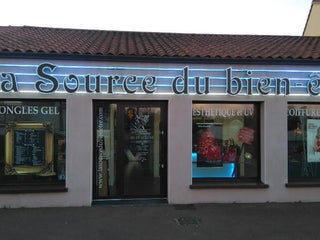 a Source du bien-ê
ONGLES GEL
ESTHETIQUE et UV
COIFFURE